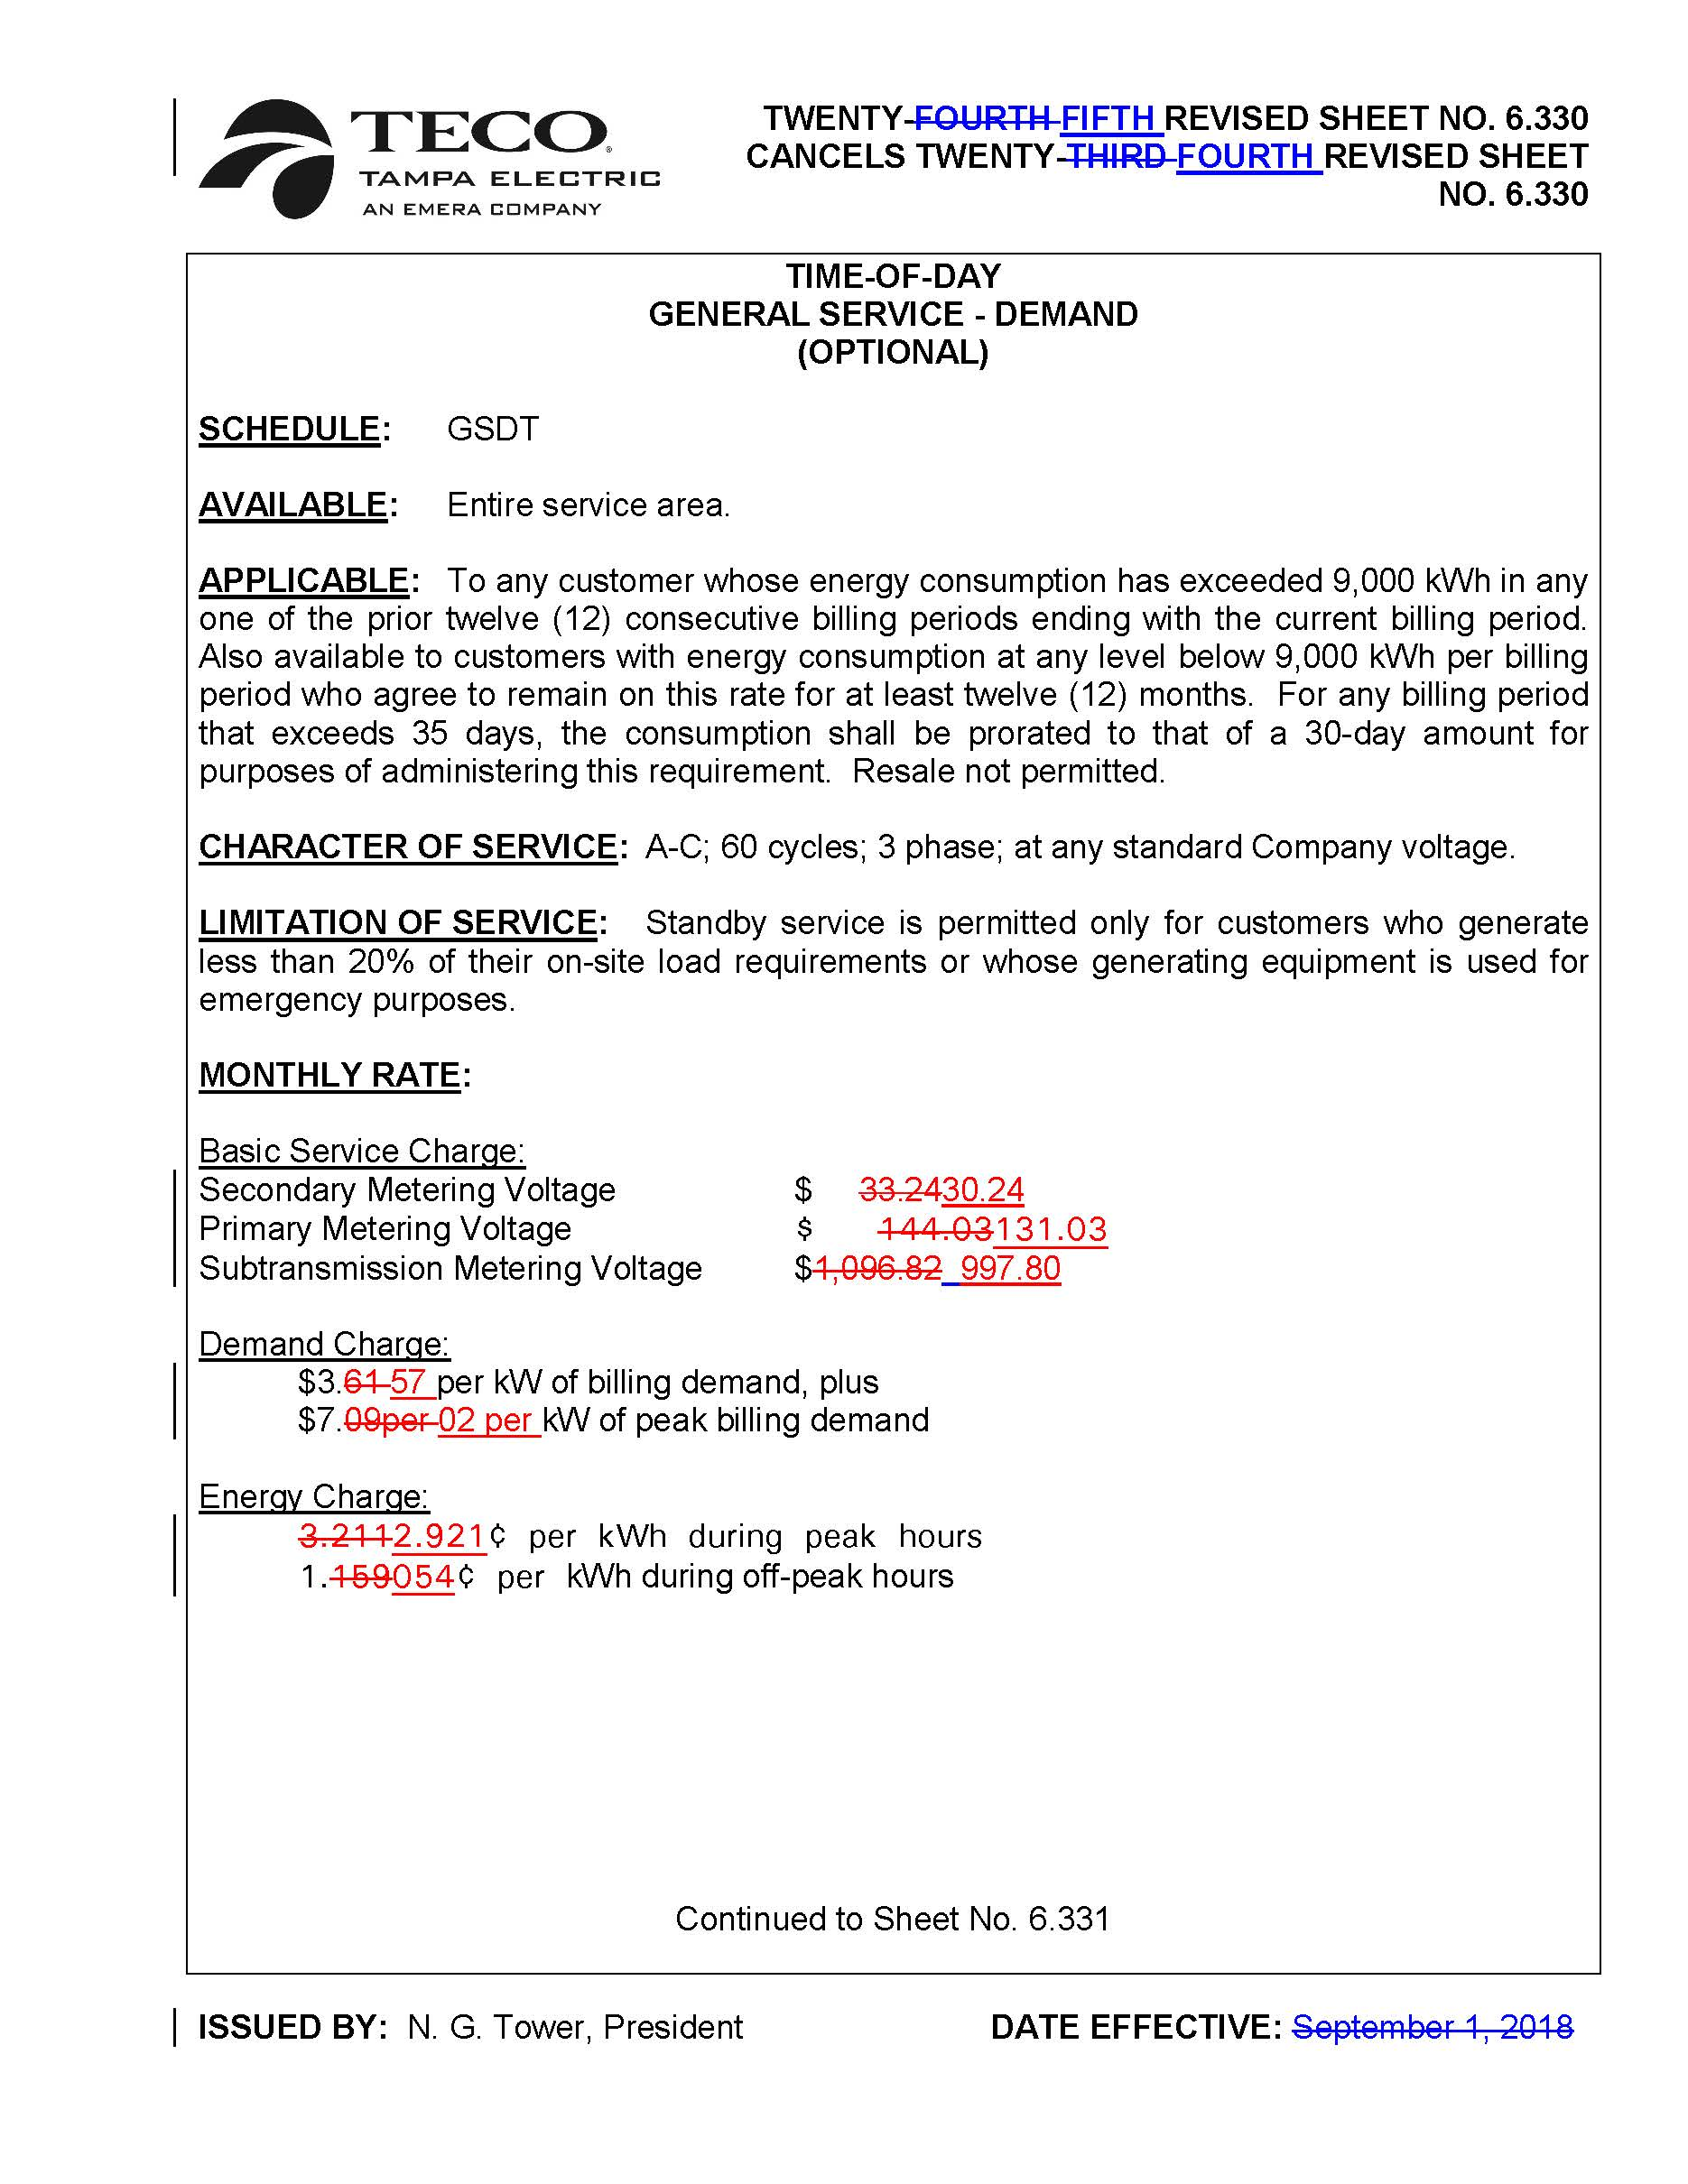 TECO®
TAMPA ELECTRIC
AN EMERA COMPANY
TWENTY-FOURTH FIFTH REVISED SHEET NO. 6.330
CANCELS TWENTY-THIRD FOURTH REVISED SHEET
NO. 6.330
TIME-OF-DAY
GENERAL SERVICE - DEMAND
(OPTIONAL)
SCHEDULE: GSDT
AVAILABLE: Entire service area.
APPLICABLE: To any customer whose energy consumption has exceeded 9,000 kWh in any
one of the prior twelve (12) consecutive billing periods ending with the current billing period.
Also available to customers with energy consumption at any level below 9,000 kWh per billing
period who agree to remain on this rate for at least twelve (12) months. For any billing period
that exceeds 35 days, the consumption shall be prorated to that of a 30-day amount for
purposes of administering this requirement. Resale not permitted.
CHARACTER OF SERVICE: A-C; 60 cycles; 3 phase; at any standard Company voltage.
LIMITATION OF SERVICE: Standby service is permitted only for customers who generate
less than 20% of their on-site load requirements or whose generating equipment is used for
emergency purposes.
MONTHLY RATE:
Basic Service Charge:
Secondary Metering Voltage $ 33.2430.24
Primary Metering Voltage $ 144.03131.03
Subtransmission Metering Voltage $1,096.82 997.80
Demand Charge:
$3.61 57 per kW of billing demand, plus
$7.09per 02 per kW of peak billing demand
Energy Charge:
3.2112.921¢ per kWh during peak hours
1.159054¢ per kWh during off-peak hours
Continued to Sheet No. 6.331
ISSUED BY: N. G. Tower, President DATE EFFECTIVE: September 1, 2018